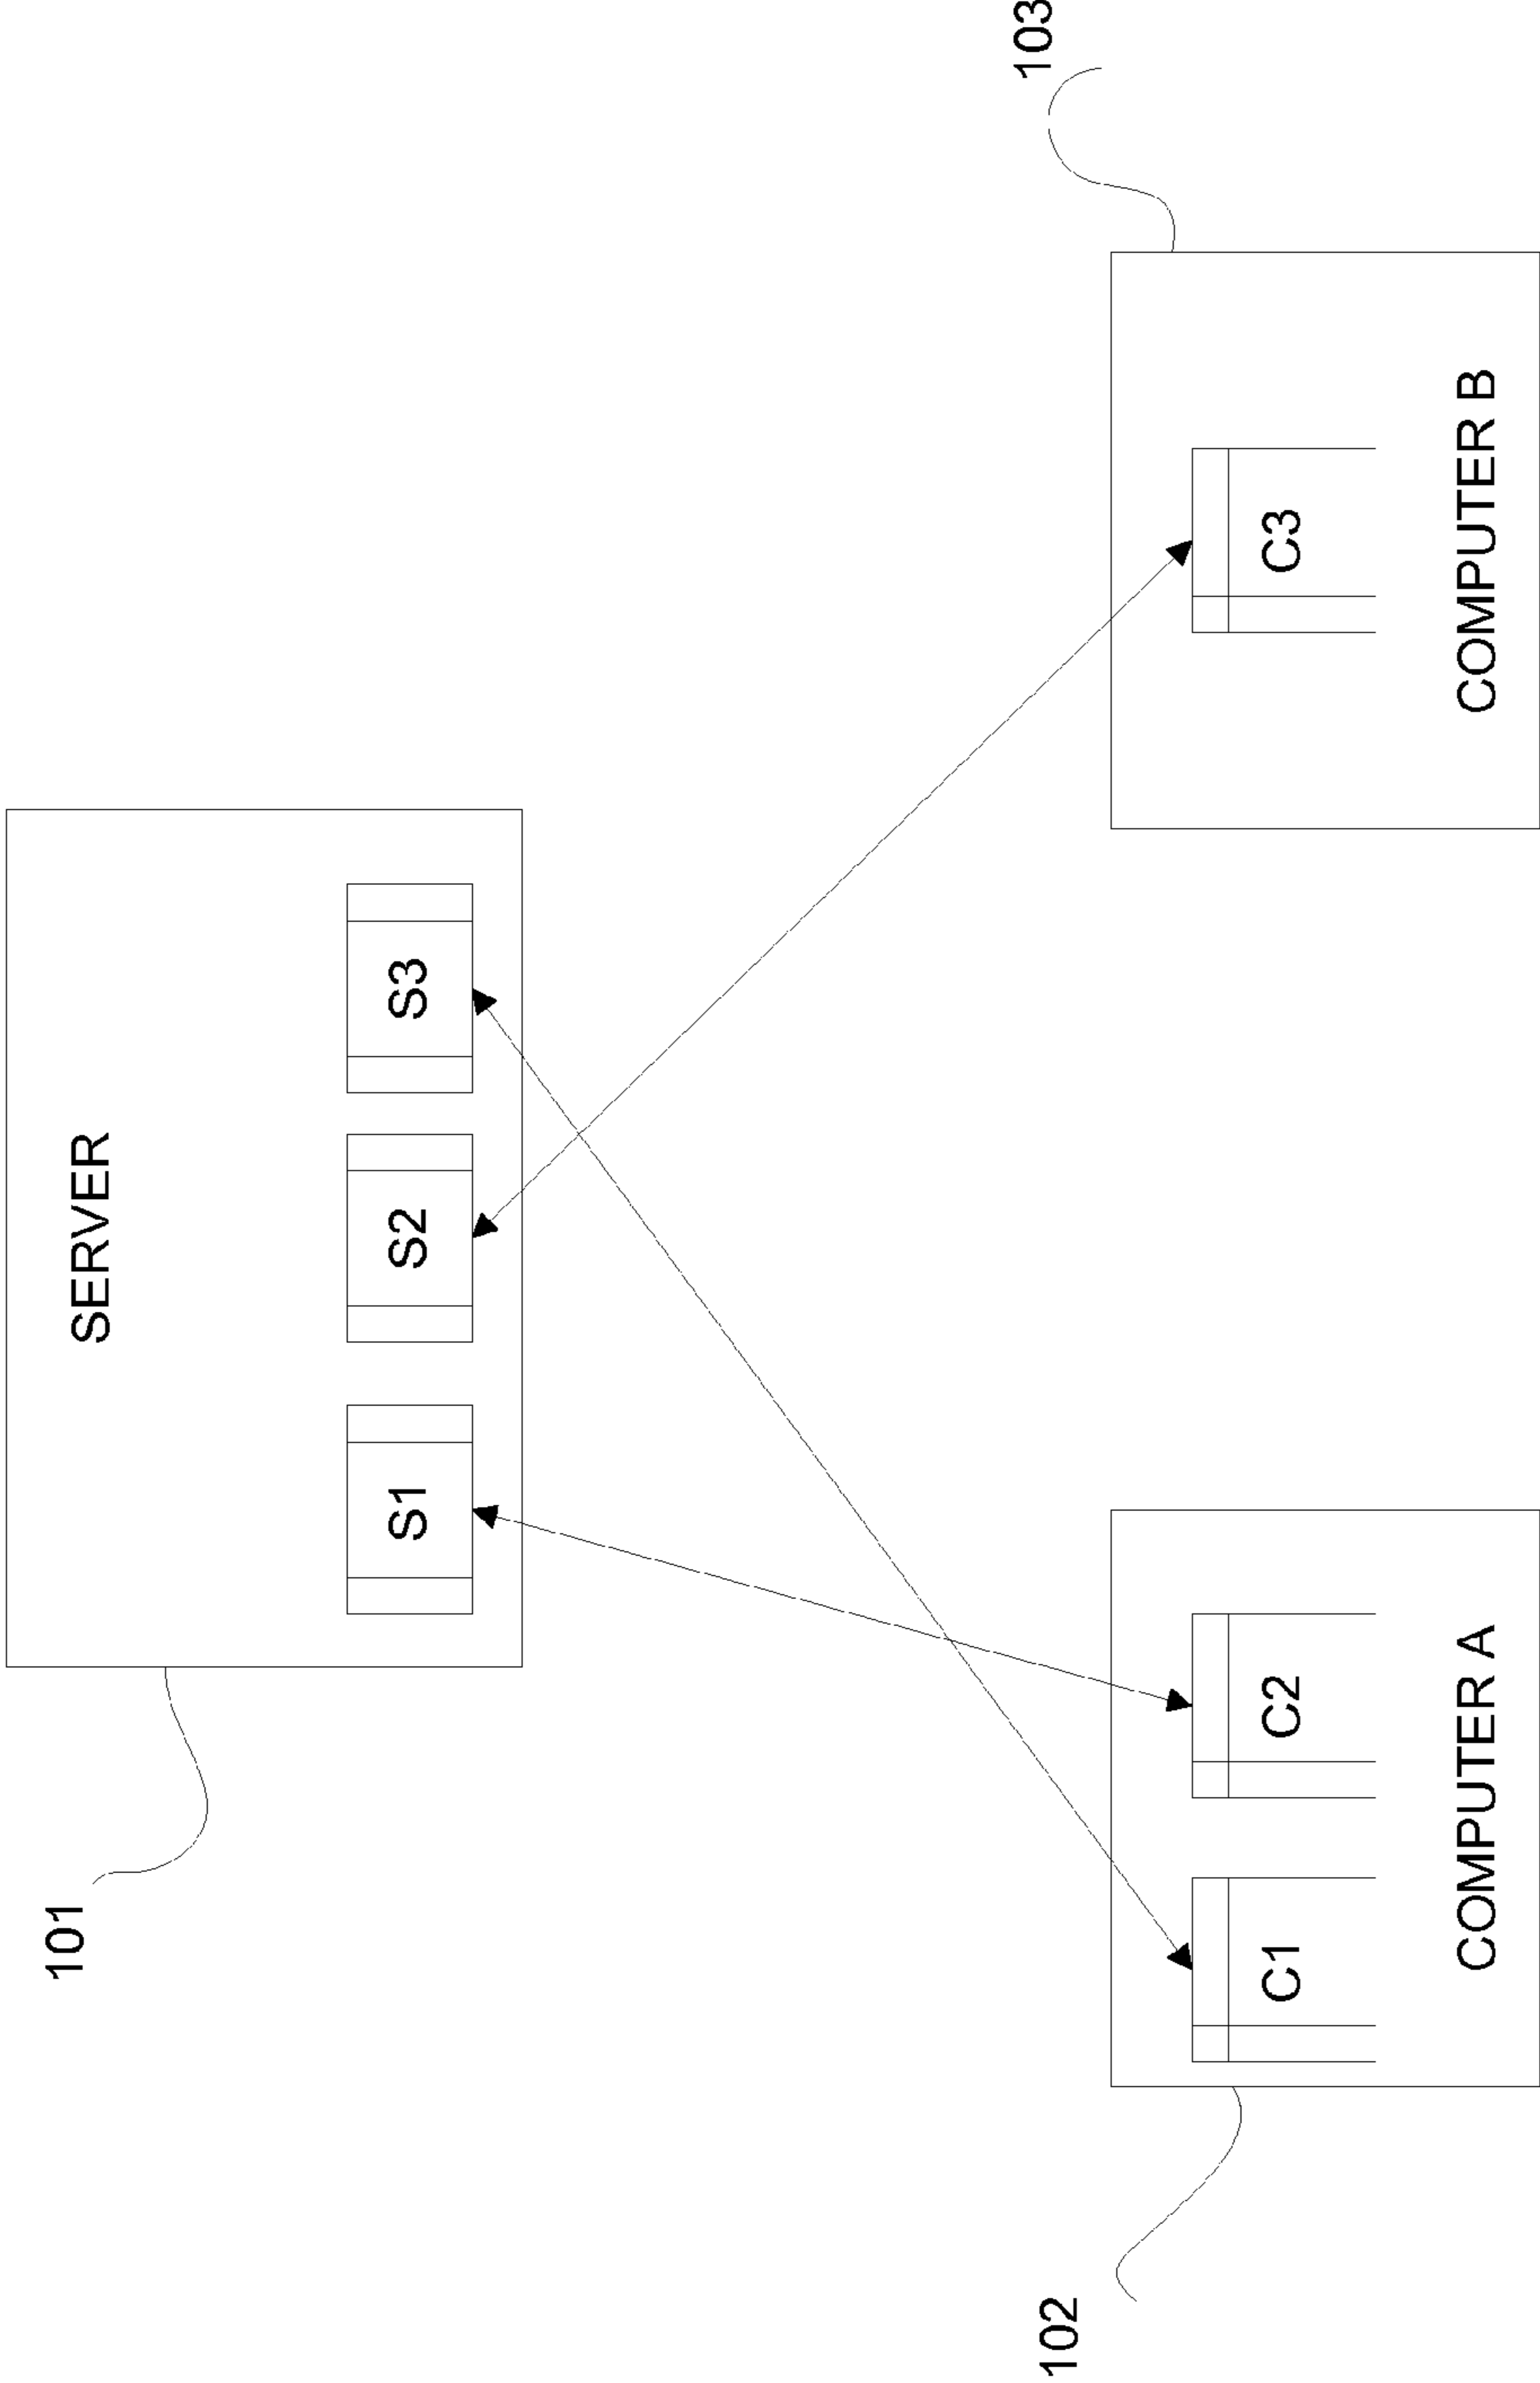 101
SERVER
S1
S2
S3
102
103
C1
C2
C3
COMPUTER A
COMPUTER B